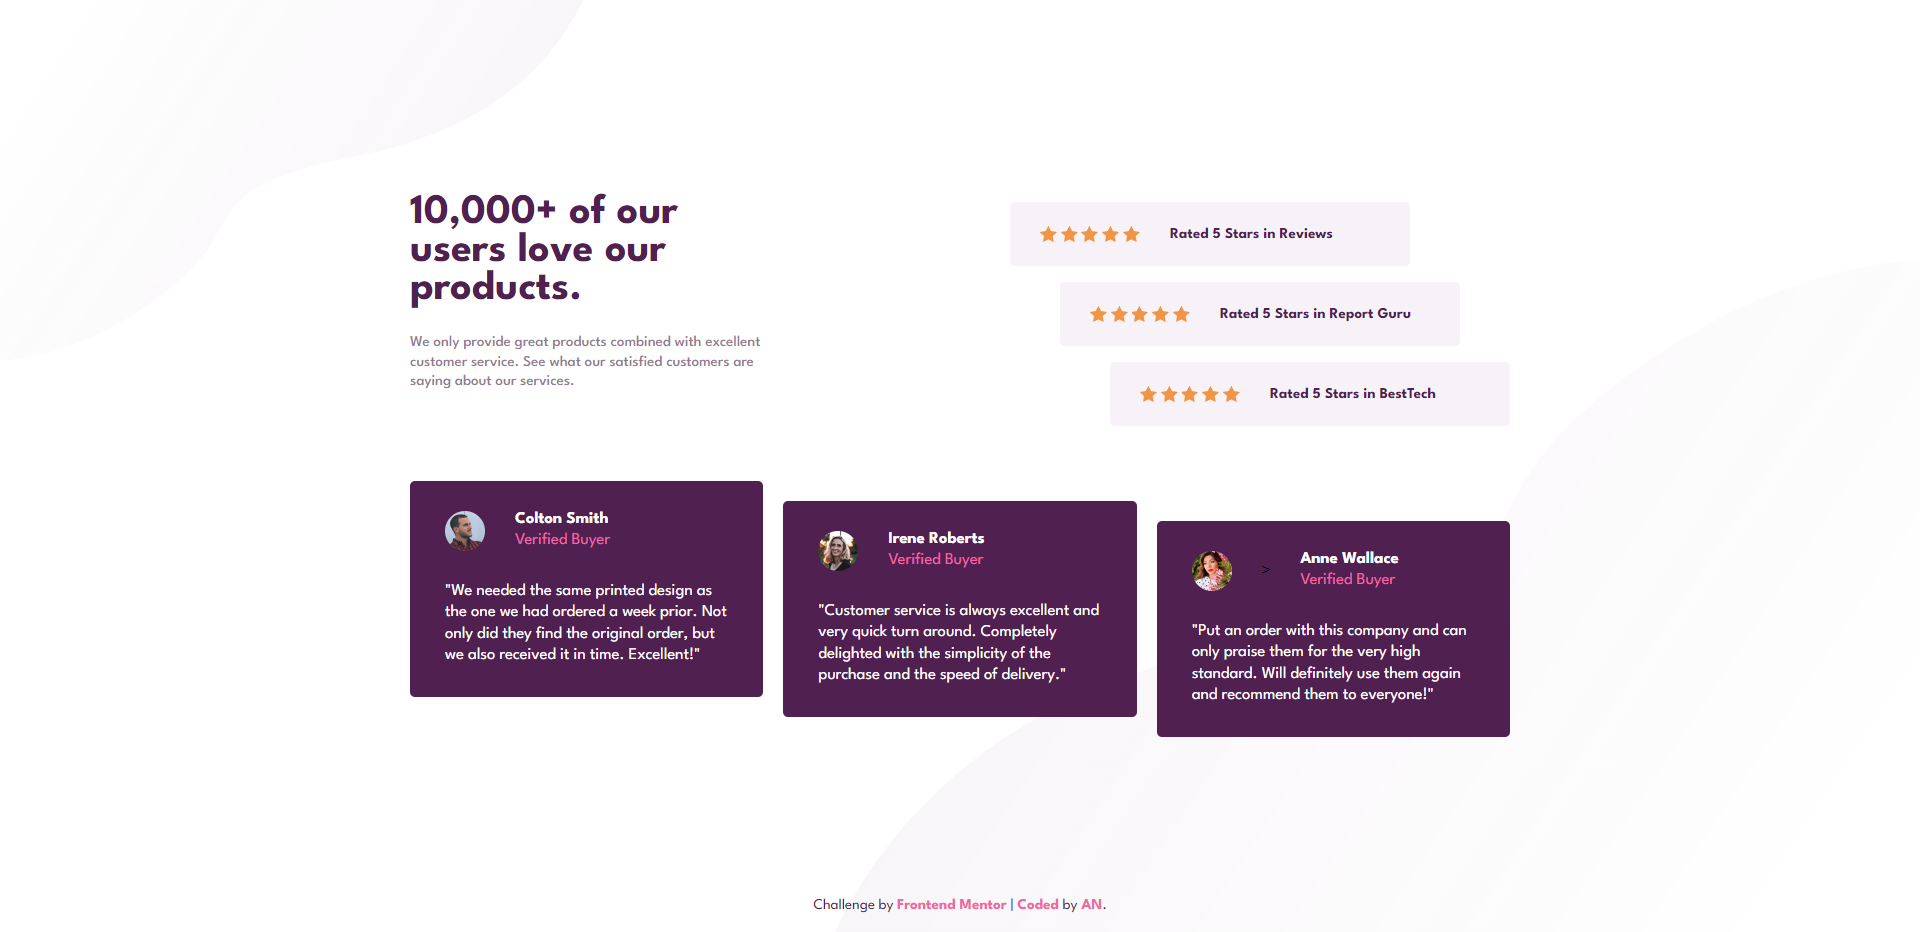 10,000+ of our
users love our
products.
We only provide great products combined with excellent
customer service. See what our satisfied customers are
saying about our services.
Rated 5 Stars in Reviews
Rated 5 Stars in Report Guru
Rated 5 Stars in BestTech
Colton Smith
Verified Buyer
"We needed the same printed design as
the one we had ordered a week prior. Not
only did they find the original order, but
we also received it in time. Excellent!"
Irene Roberts
Verified Buyer
"Customer service is always excellent and
very quick turn around. Completely
delighted with the simplicity of the
purchase and the speed of delivery."
>
Anne Wallace
Verified Buyer
"Put an order with this company and can
only praise them for the very high
standard. Will definitely use them again
and recommend them to everyone!"
Challenge by Frontend Mentor | Coded by AN.